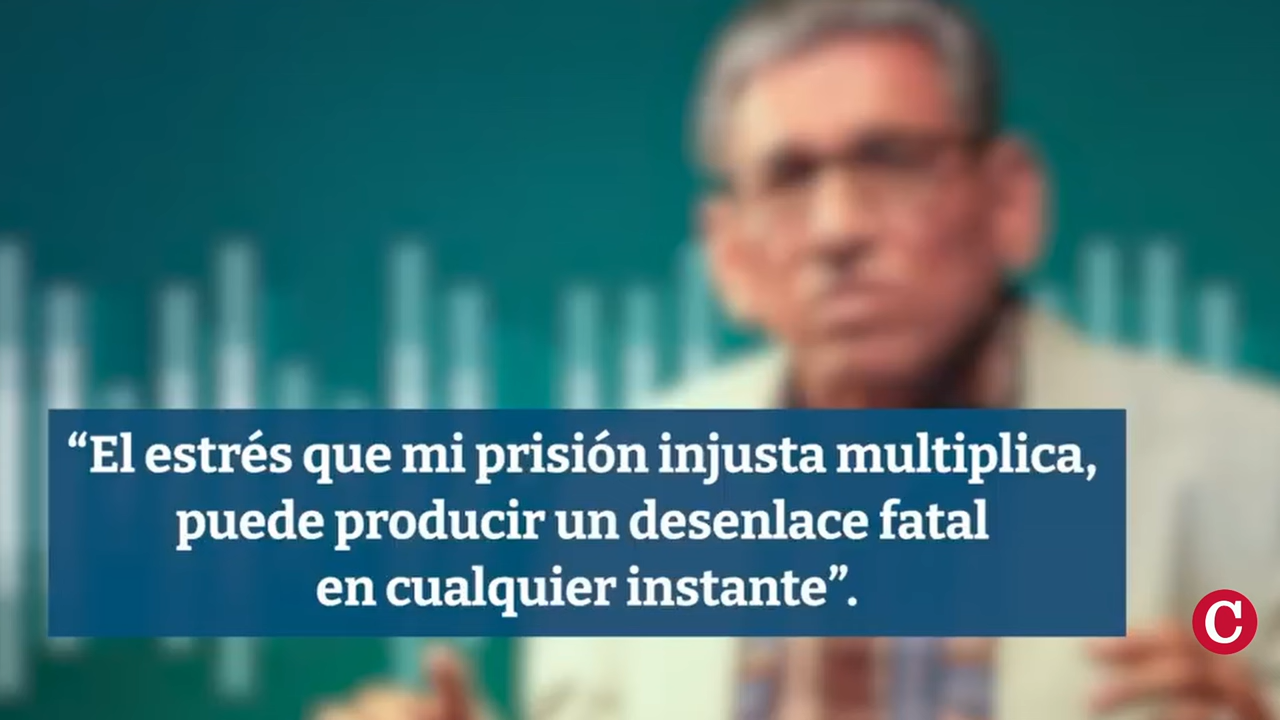 “El estrés que mi prisión injusta multiplica,
puede producir un desenlace fatal
en cualquier instante”.
C